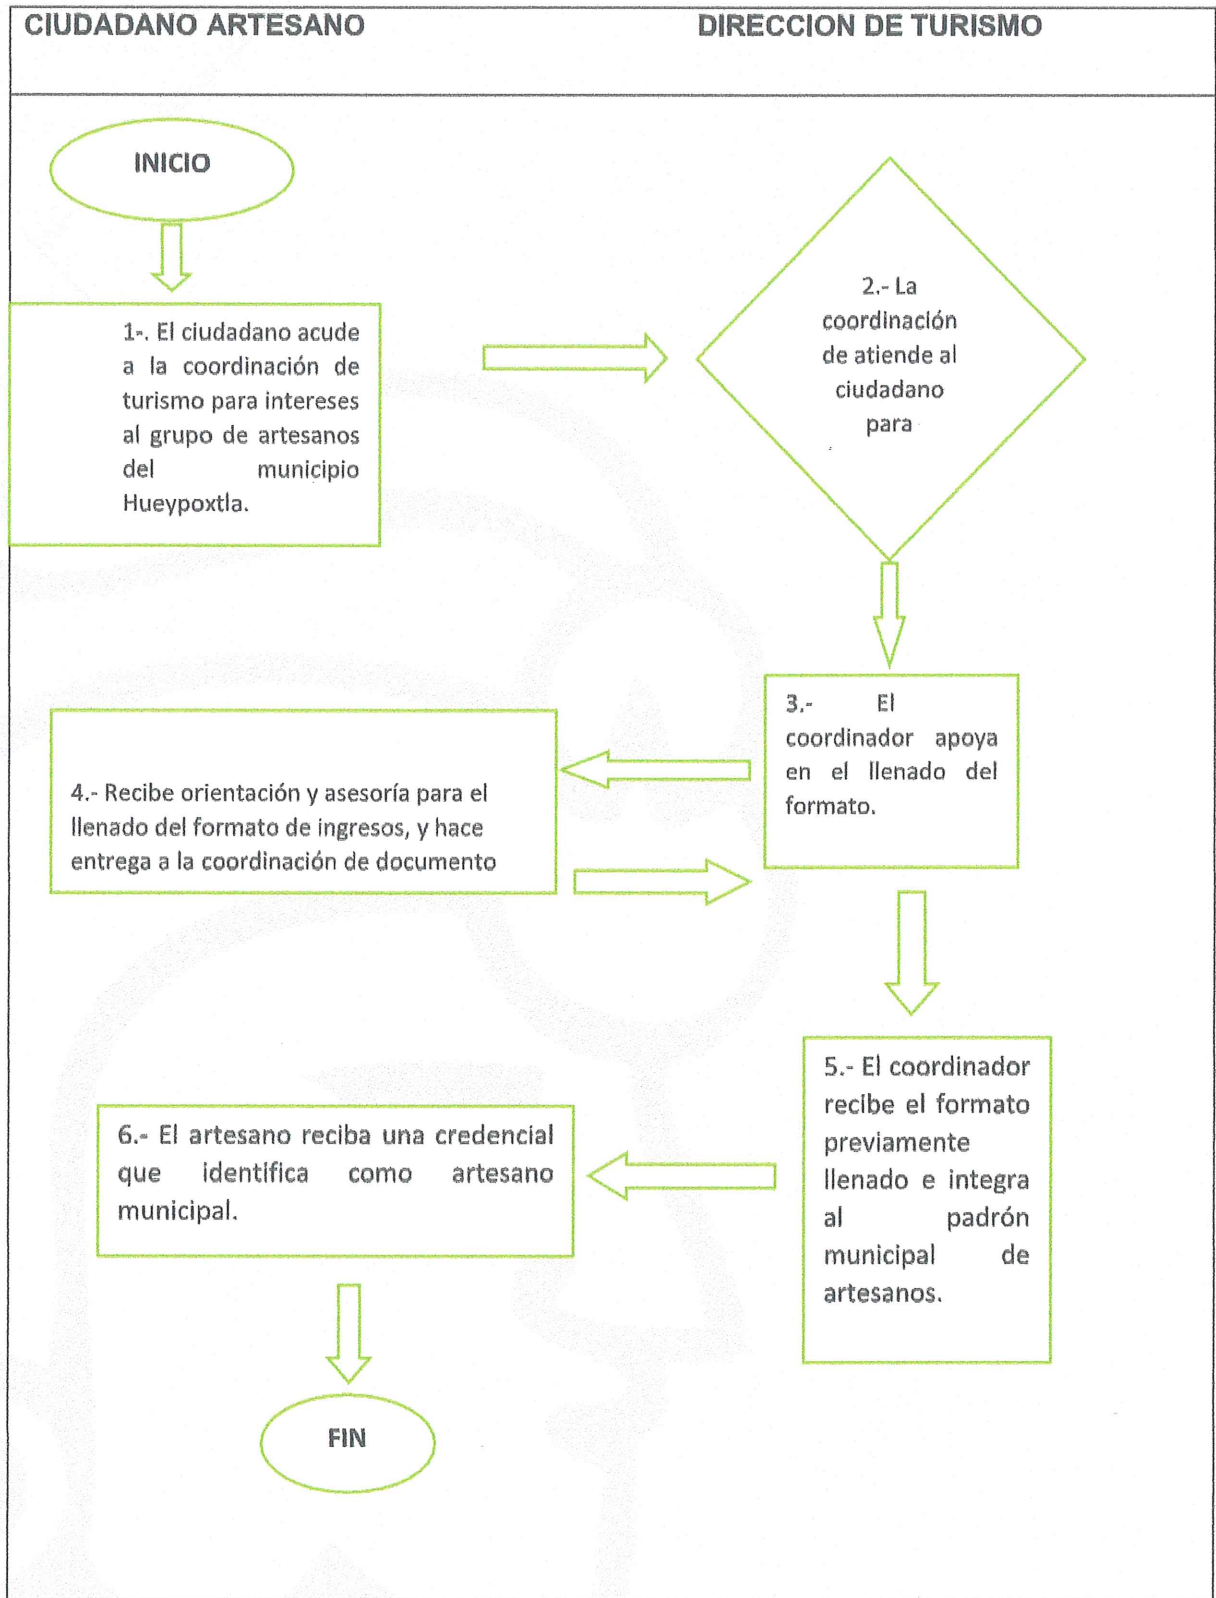 CIUDADANO ARTESANO
DIRECCION DE TURISMO
INICIO
1-. El ciudadano acude
a la coordinación de
turismo para intereses
al grupo de artesanos
del municipio
Hueypoxtla.
2.- La
coordinación
de atiende al
ciudadano
para
3.- El
coordinador apoya
en el llenado del
formato.
4.- Recibe orientación y asesoría para el
llenado del formato de ingresos, y hace
entrega a la coordinación de documento
5.- El coordinador
recibe el formato
previamente
llenado e integra
al padrón
municipal de
artesanos.
6.- El artesano reciba una credencial
que identifica como artesano
municipal.
FIN